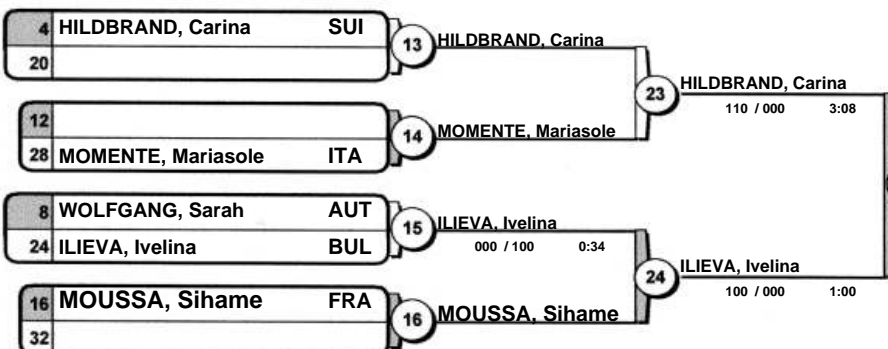 4 HILDBRAND, Carina SUI
20
13 HILDBRAND, Carina
23 HILDBRAND, Carina
110 / 000 3:08
12
28 MOMENTE, Mariasole ITA
14 MOMENTE, Mariasole
8 WOLFGANG, Sarah AUT
24 ILIEVA, Ivelina BUL
15 ILIEVA, Ivelina
000 / 100 0:34
24 ILIEVA, Ivelina
100 / 000 1:00
16 MOUSSA, Sihame FRA
32
16 MOUSSA, Sihame